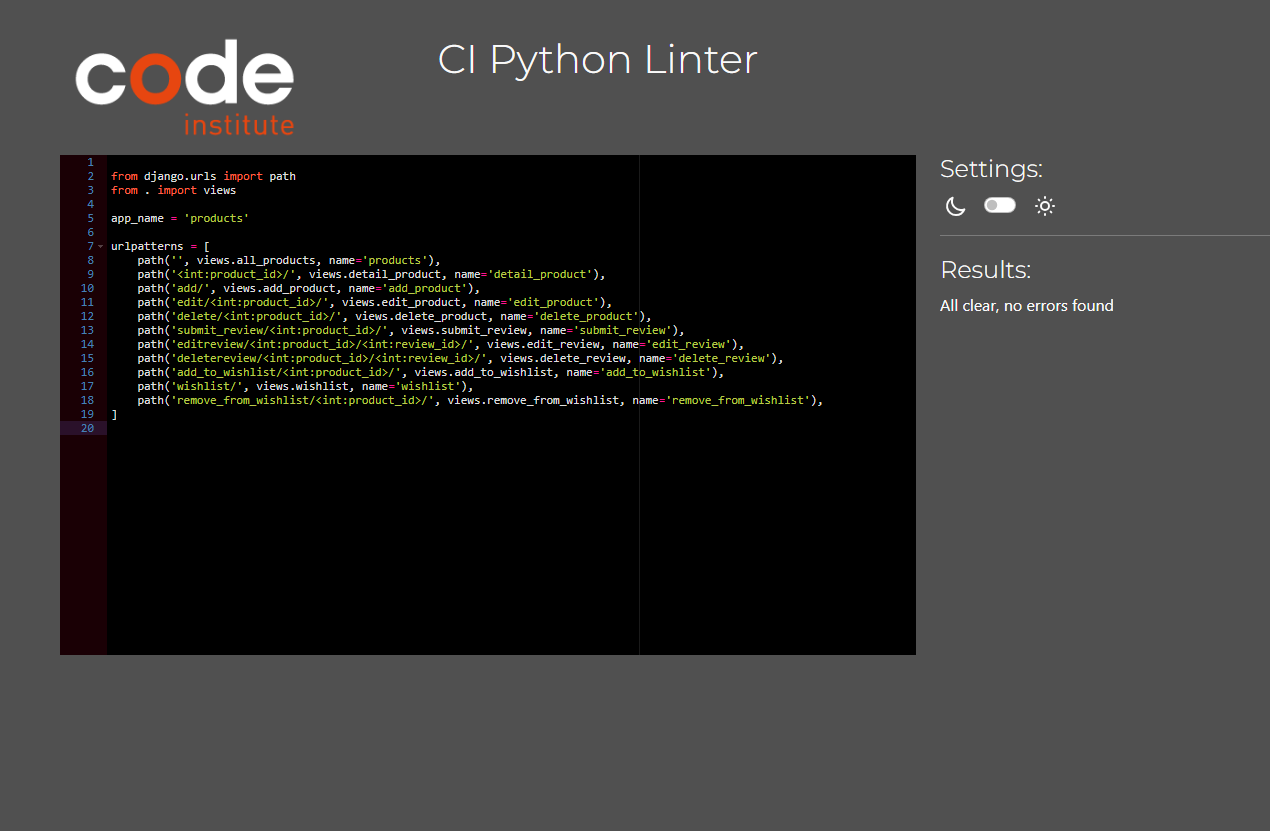 code
institute
CI Python Linter
1
2 from django.urls import path
3 from . import views
4
5 app_name = 'products'
6
7 urlpatterns = [
8     path('', views.all_products, name='products'),
9     path('<int:product_id>/', views.detail_product, name='detail_product'),
10     path('add/', views.add_product, name='add_product'),
11     path('edit/<int:product_id>/', views.edit_product, name='edit_product'),
12     path('delete/<int:product_id>/', views.delete_product, name='delete_product'),
13     path('submit_review/<int:product_id>/', views.submit_review, name='submit_review'),
14     path('editreview/<int:product_id>/<int:review_id>/', views.edit_review, name='edit_review'),
15     path('deletereview/<int:product_id>/<int:review_id>/', views.delete_review, name='delete_review'),
16     path('add_to_wishlist/<int:product_id>/', views.add_to_wishlist, name='add_to_wishlist'),
17     path('wishlist/', views.wishlist, name='wishlist'),
18     path('remove_from_wishlist/<int:product_id>/', views.remove_from_wishlist, name='remove_from_wishlist'),
19 ]
20
Settings:
Results:
All clear, no errors found